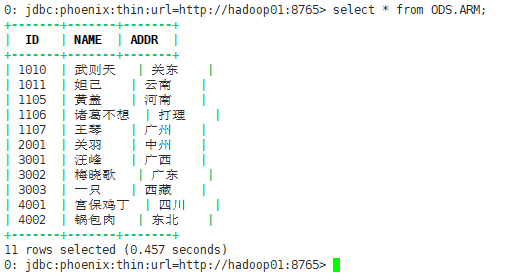 0: jdbc:phoenix:thin:url=http://hadoop01:8765> select * from ODS.ARM;
+-------+-------+-------+
|  ID   | NAME  | ADDR  |
+-------+-------+-------+
| 1010  | 武则天   | 关东    |
| 1011  | 妲己    | 云南    |
| 1105  | 黄盖    | 河南    |
| 1106  | 诸葛不想  | 打理    |
| 1107  | 王琴    | 广州    |
| 2001  | 关羽    | 中州    |
| 3001  | 汪峰    | 广西    |
| 3002  | 梅晓歌   | 广东    |
| 3003  | 一只    | 西藏    |
| 4001  | 宫保鸡丁  | 四川    |
| 4002  | 锅包肉   | 东北    |
+-------+-------+-------+
11 rows selected (0.457 seconds)
0: jdbc:phoenix:thin:url=http://hadoop01:8765>